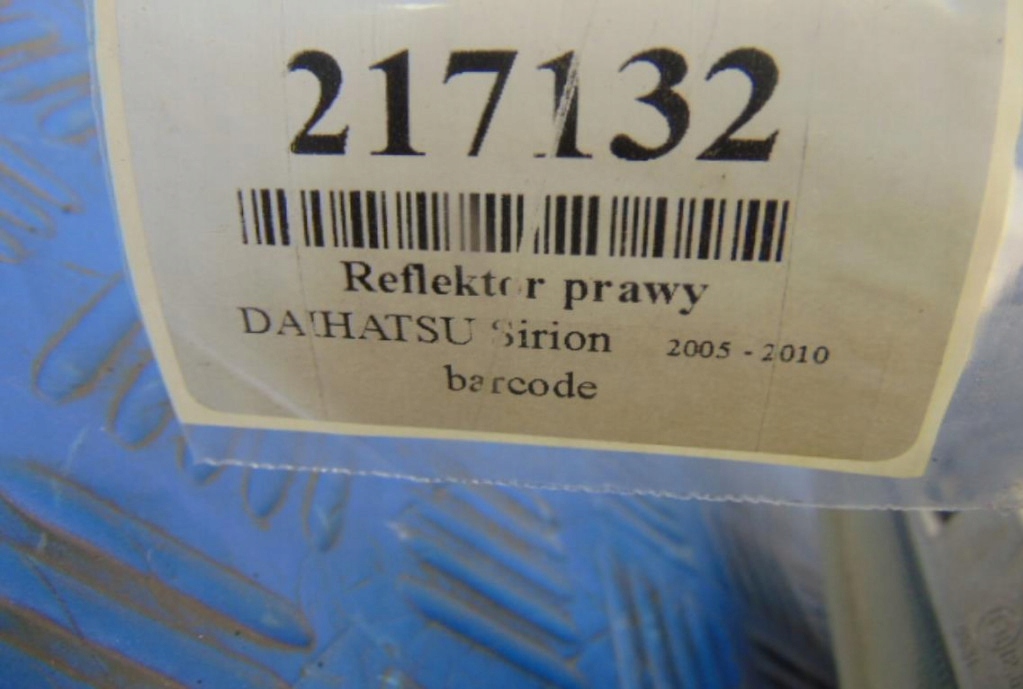 217132
Reflektor prawy
DAIHATSU Sirion 2005 - 2010
barcode